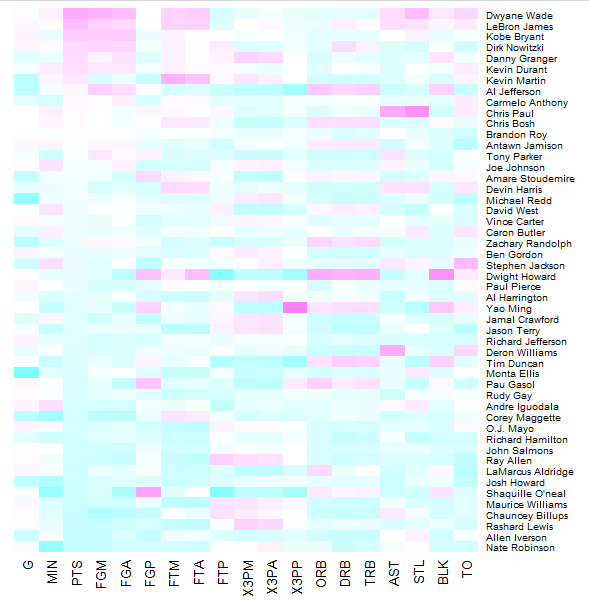 Dwyane Wade
LeBron James
Kobe Bryant
Dirk Nowitzki
Danny Granger
Kevin Durant
Kevin Martin
Al Jefferson
Carmelo Anthony
Chris Paul
Chris Bosh
Brandon Roy
Antawn Jamison
Tony Parker
Joe Johnson
Amare Stoudemire
Devin Harris
Michael Redd
David West
Vince Carter
Caron Butler
Zachary Randolph
Ben Gordon
Stephen Jackson
Dwight Howard
Paul Pierce
Al Harrington
Yao Ming
Jamal Crawford
Jason Terry
Richard Jefferson
Deron Williams
Tim Duncan
Monta Ellis
Pau Gasol
Rudy Gay
Andre Iguodala
Corey Maggette
O.J. Mayo
Richard Hamilton
John Salmons
Ray Allen
LaMarcus Aldridge
Josh Howard
Shaquille O'neal
Maurice Williams
Chauncey Billups
Rashard Lewis
Allen Iverson
Nate Robinson
G
MIN
PTS
FGM
FGA
FGP
FTM
FTA
FTP
X3PM
X3PA
X3PP
ORB
DRB
TRB
AST
STL
BLK
TO